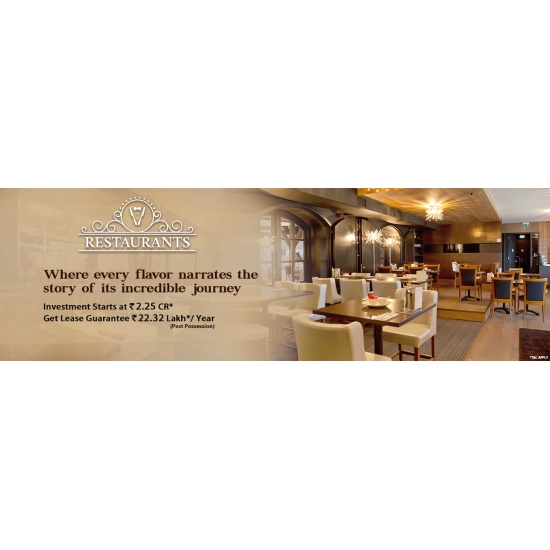 RESTAURANTS
Where every flavor narrates the
story of its incredible journey
Investment Starts at ₹ 2.25 CR*
Get Lease Guarantee ₹ 22.32 Lakh*/ Year
(Post Possession)
*T&C APPLY